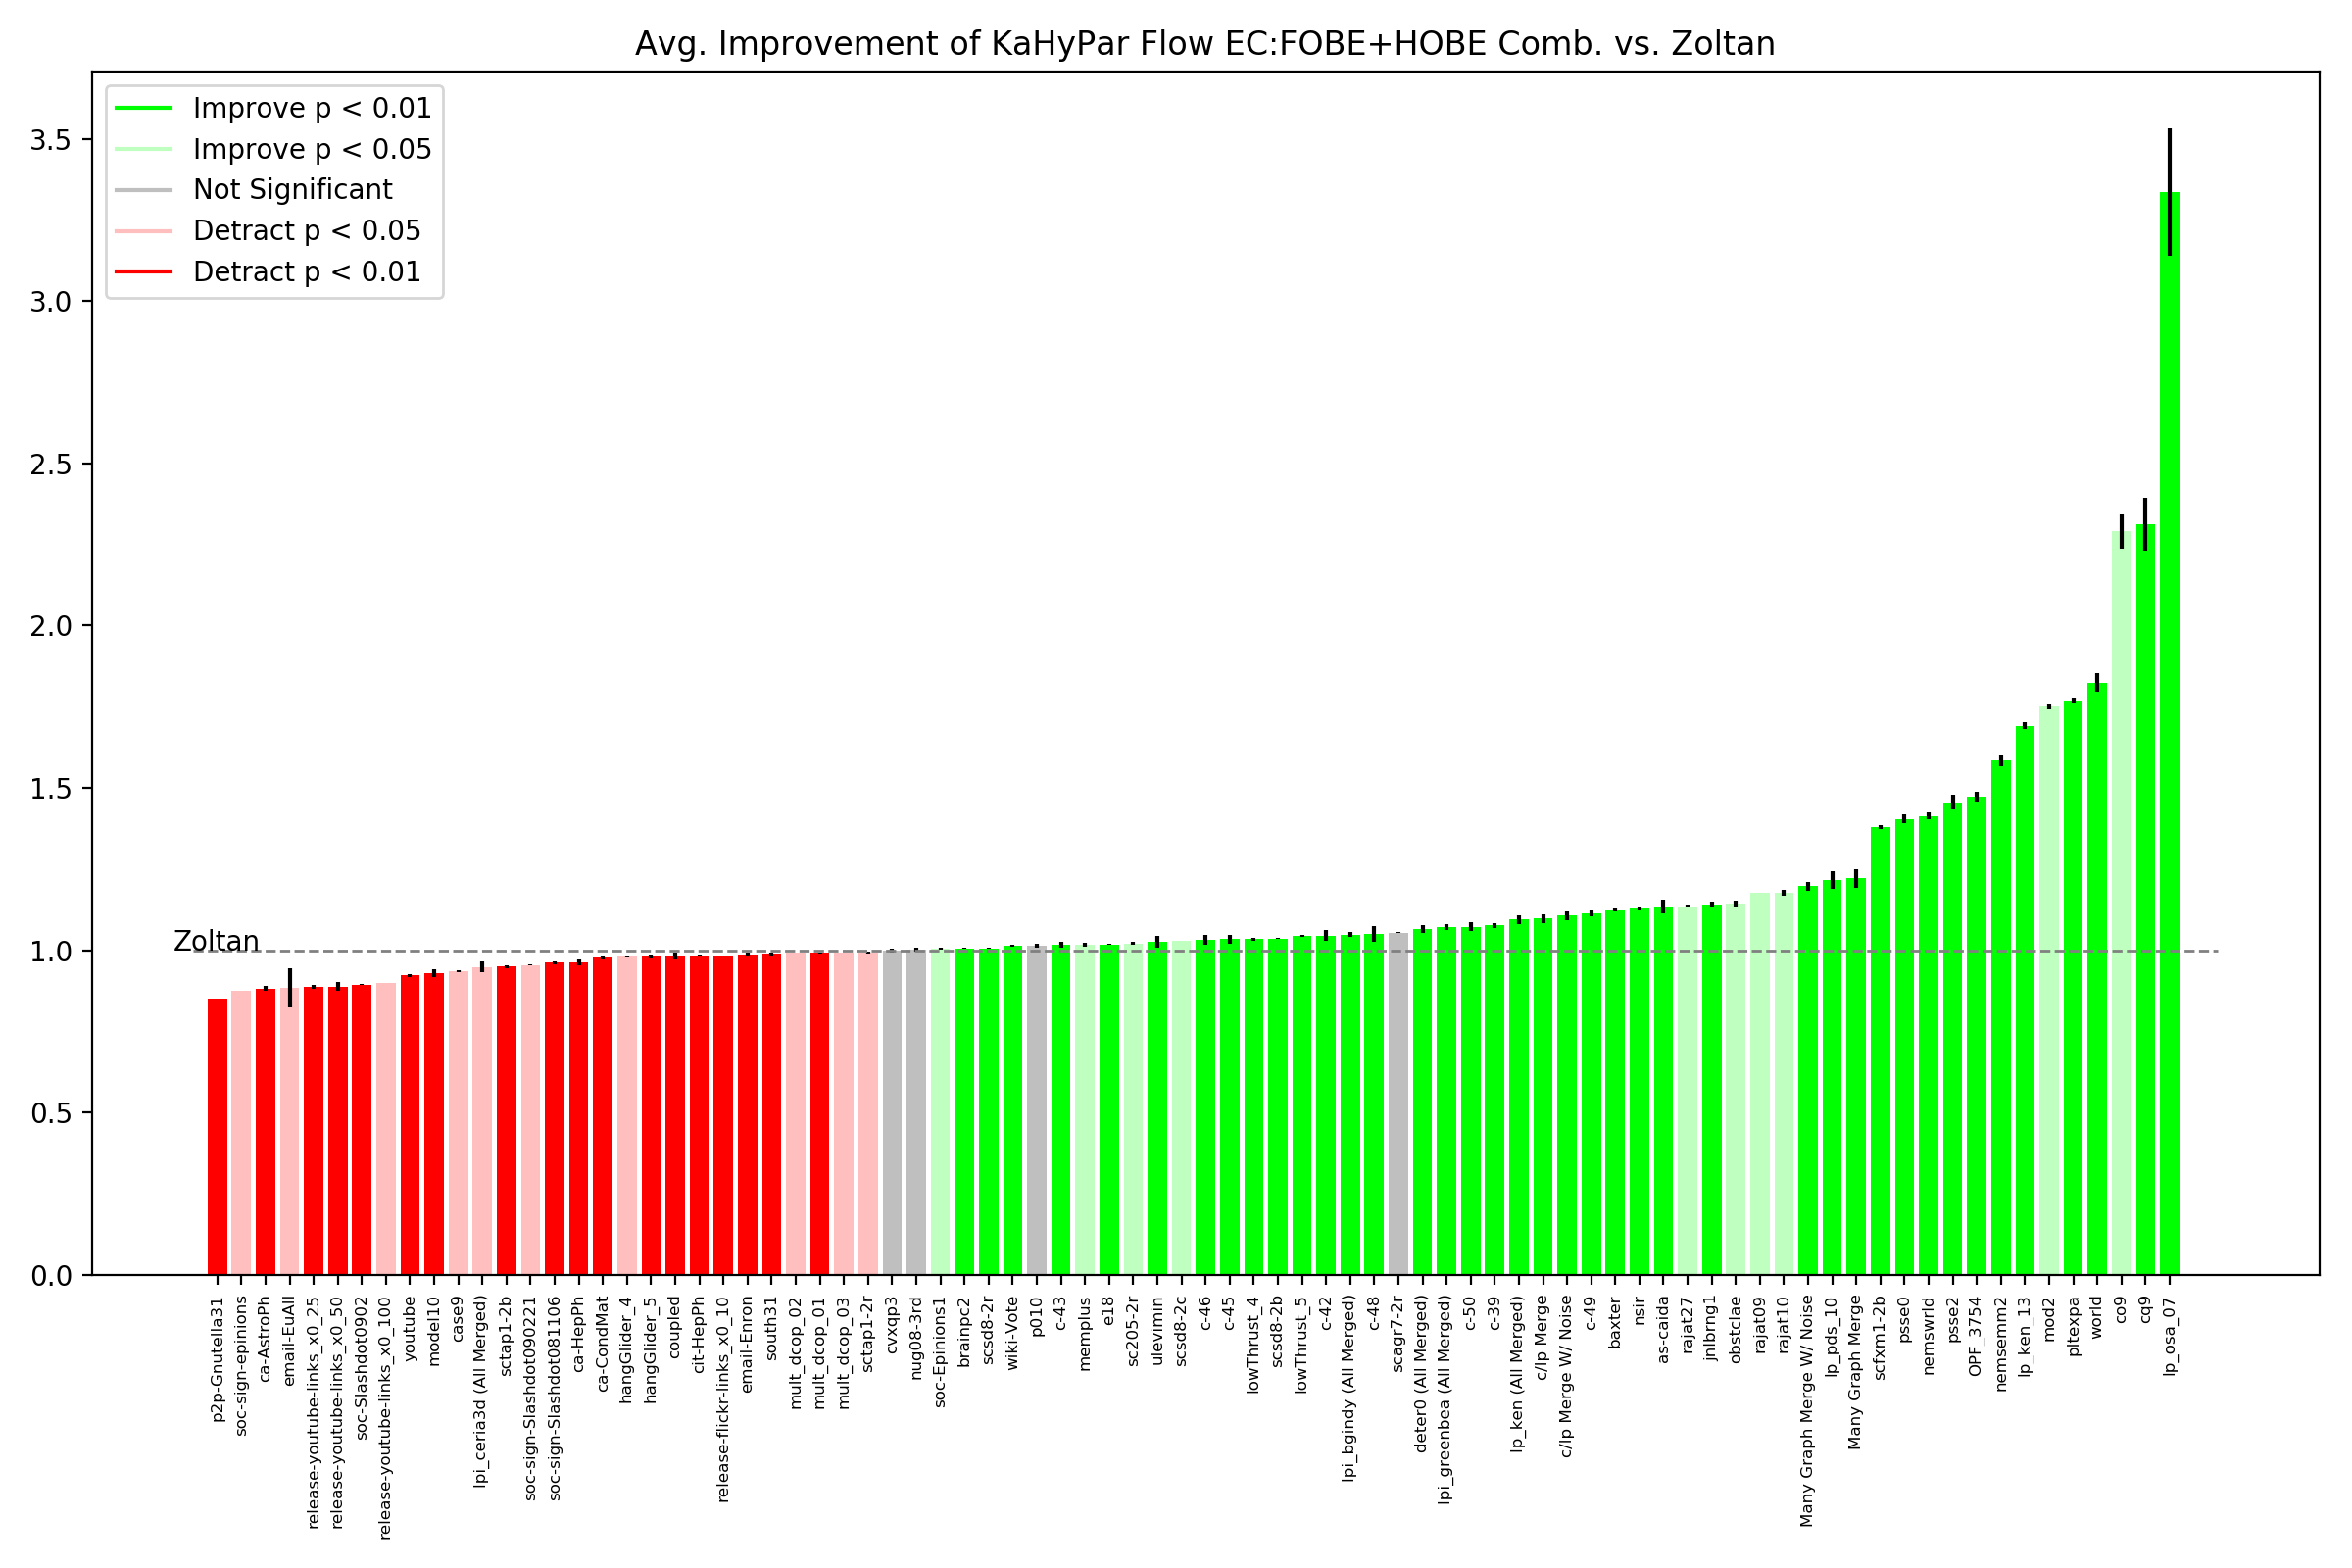 Avg. Improvement of KaHyPar Flow EC:FOBE+HOBE Comb. vs. Zoltan
Improve p < 0.01
Improve p < 0.05
Not Significant
Detract p < 0.05
Detract p < 0.01
3.5
3.0
2.5
2.0
1.5
1.0
0.5
0.0
Zoltan
p2p-Gnutella31
soc-sign-epinions
ca-AstroPh
email-EuAll
release-youtube-links_x0_25
release-youtube-links_x0_50
soc-Slashdot0902
release-youtube-links_x0_100
youtube
model10
case9
lpi_ceria3d (All Merged)
sctap1-2b
soc-sign-Slashdot090221
soc-sign-Slashdot081106
ca-HepPh
ca-CondMat
hangGlider_4
hangGlider_5
coupled
cit-HepPh
release-flickr-links_x0_10
email-Enron
south31
mult_dcop_02
mult_dcop_01
mult_dcop_03
sctap1-2r
cvxqp3
nug08-3rd
soc-Epinions1
brainpc2
scsd8-2r
wiki-Vote
p010
c-43
memplus
e18
sc205-2r
ulevimin
scsd8-2c
c-46
c-45
lowThrust_4
scsd8-2b
lowThrust_5
c-42
lpi_bgindy (All Merged)
c-48
scagr7-2r
deter0 (All Merged)
lpi_greenbea (All Merged)
c-50
c-39
lp_ken (All Merged)
c/lp Merge
c/lp Merge W/ Noise
c-49
baxter
nsir
as-caida
rajat27
jnlbrng1
obstclae
rajat09
rajat10
Many Graph Merge W/ Noise
lp_pds_10
Many Graph Merge
scfxm1-2b
psse0
nemswrld
psse2
OPF_3754
nemsemm2
lp_ken_13
mod2
pltexpa
world
co9
cq9
lp_osa_07